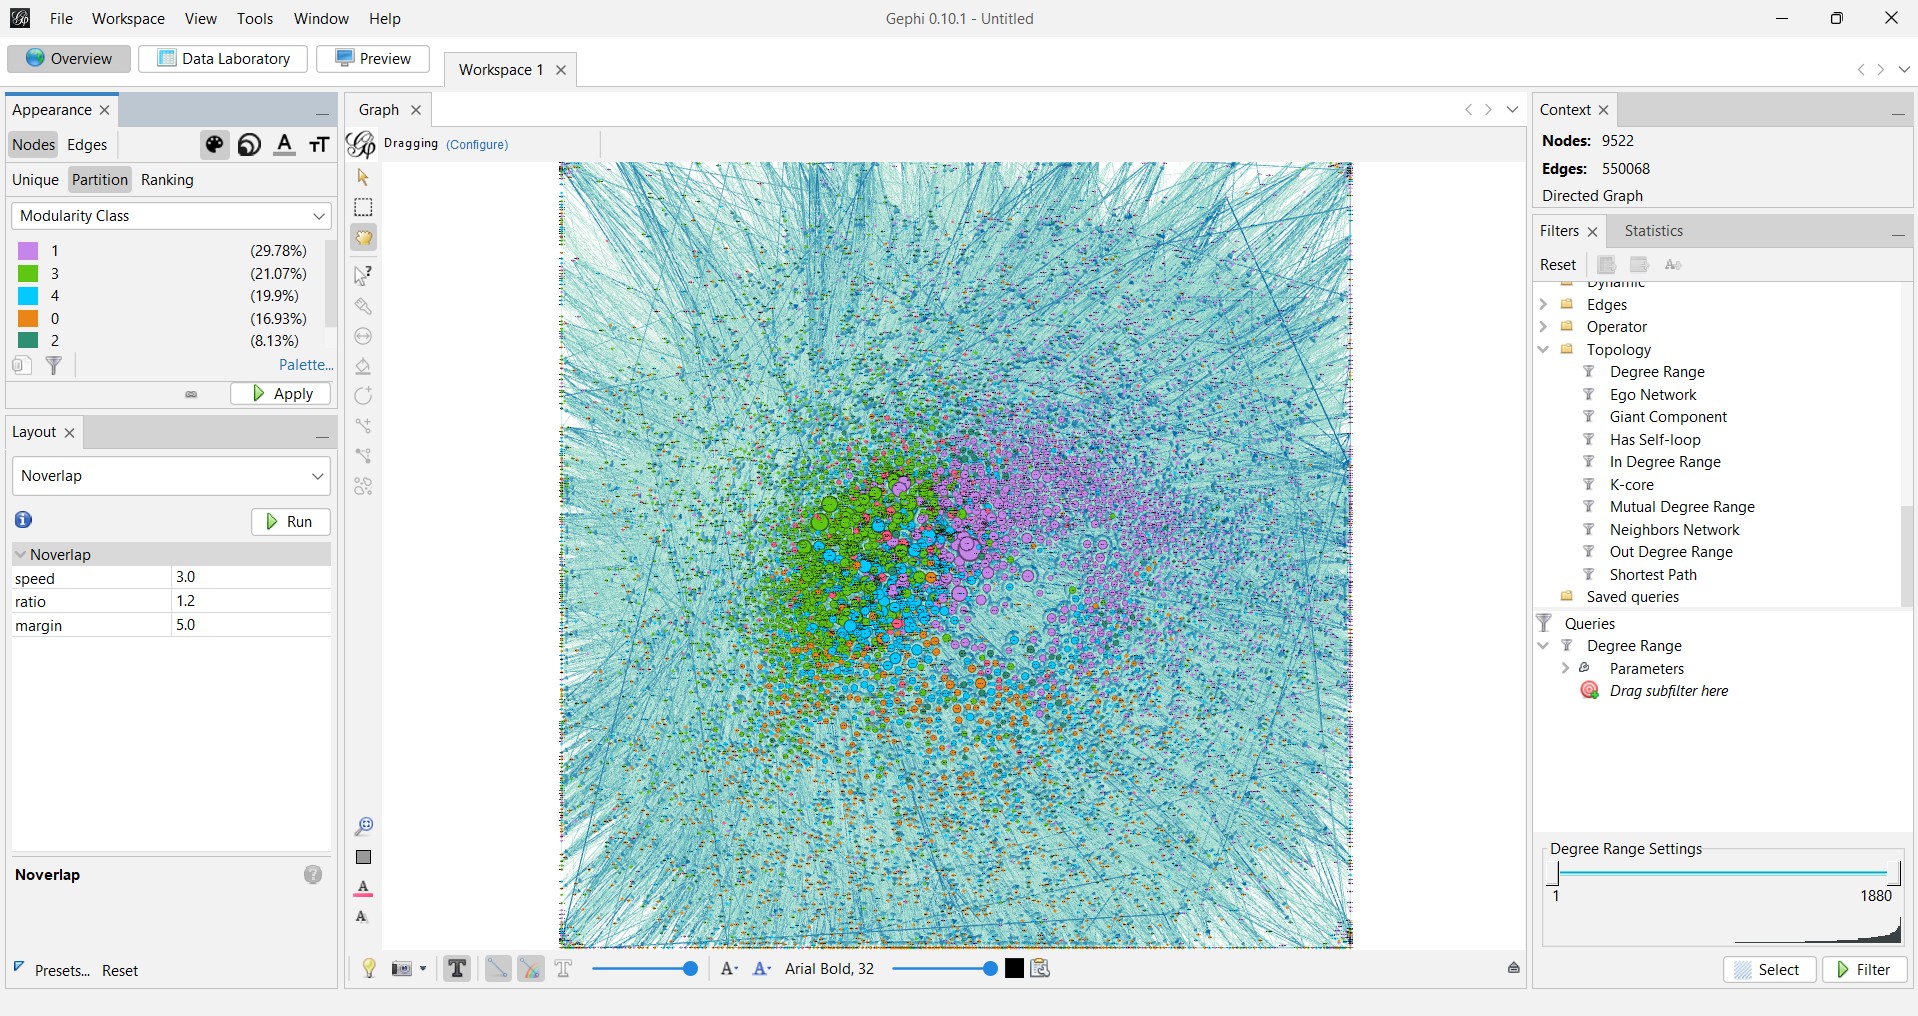 File Workspace View Tools Window Help
Gephi 0.10.1 - Untitled
Overview Data Laboratory Preview
Workspace 1
Appearance
Nodes Edges
Unique Partition Ranking
Modularity Class
1 (29.78%)
3 (21.07%)
4 (19.9%)
0 (16.93%)
2 (8.13%)
Palette...
Apply
Layout
Noverlap
Run
Noverlap
speed 3.0
ratio 1.2
margin 5.0
Noverlap
Presets... Reset
Graph
Dragging (Configure)
Arial Bold, 32
Context
Nodes: 9522
Edges: 550068
Directed Graph
Filters Statistics
Reset
Dynamic
Edges
Operator
Topology
Degree Range
Ego Network
Giant Component
Has Self-loop
In Degree Range
K-core
Mutual Degree Range
Neighbors Network
Out Degree Range
Shortest Path
Saved queries
Queries
Degree Range
Parameters
Drag subfilter here
Degree Range Settings
1 1880
Select Filter